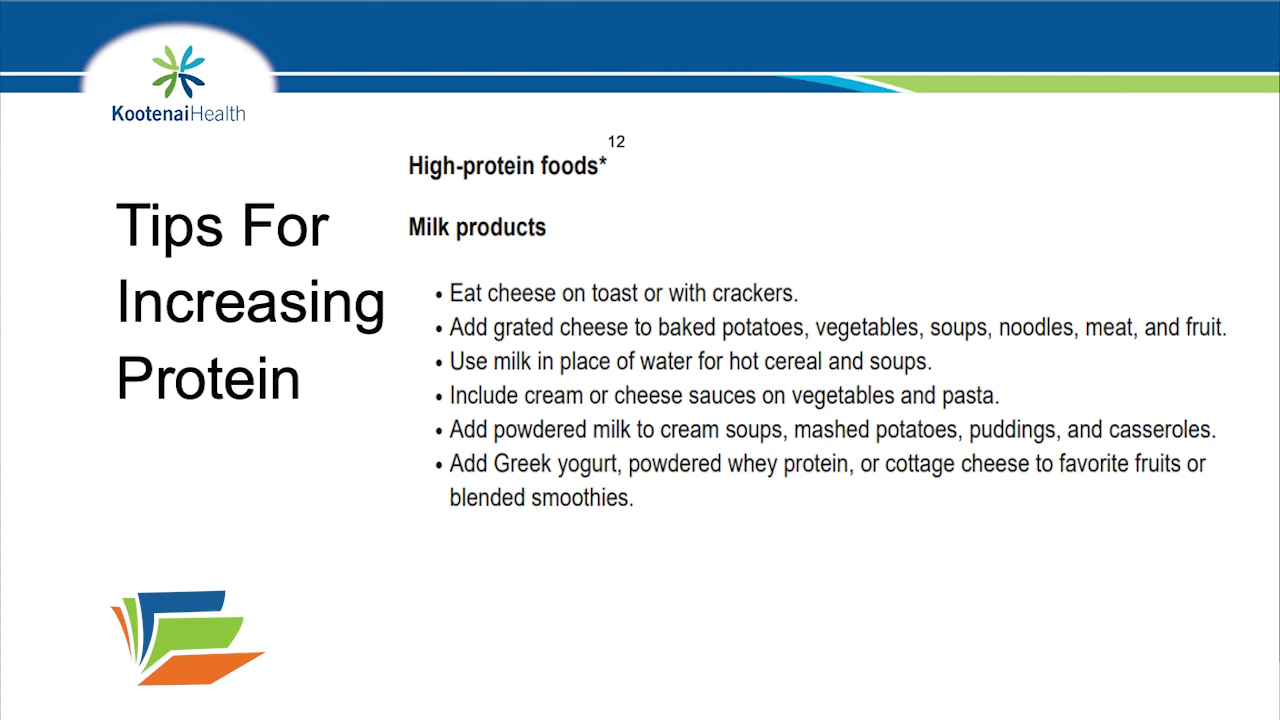 KootenaiHealth
Tips For
Increasing
Protein
12
High-protein foods*
Milk products
• Eat cheese on toast or with crackers.
• Add grated cheese to baked potatoes, vegetables, soups, noodles, meat, and fruit.
• Use milk in place of water for hot cereal and soups.
• Include cream or cheese sauces on vegetables and pasta.
• Add powdered milk to cream soups, mashed potatoes, puddings, and casseroles.
• Add Greek yogurt, powdered whey protein, or cottage cheese to favorite fruits or
blended smoothies.